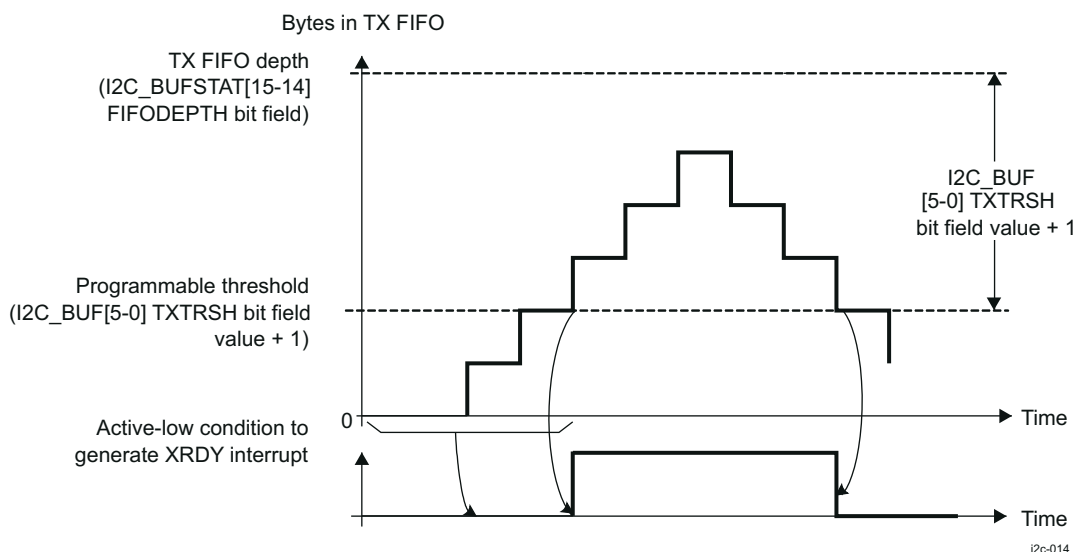 Bytes in TX FIFO
TX FIFO depth
(I2C_BUFSTAT[15-14]
FIFODEPTH bit field)
I2C_BUF
[5-0] TXTRSH
bit field value + 1
Programmable threshold
(I2C_BUF[5-0] TXTRSH bit field
value + 1)
0
Time
Active-low condition to
generate XRDY interrupt
Time
i2c-014